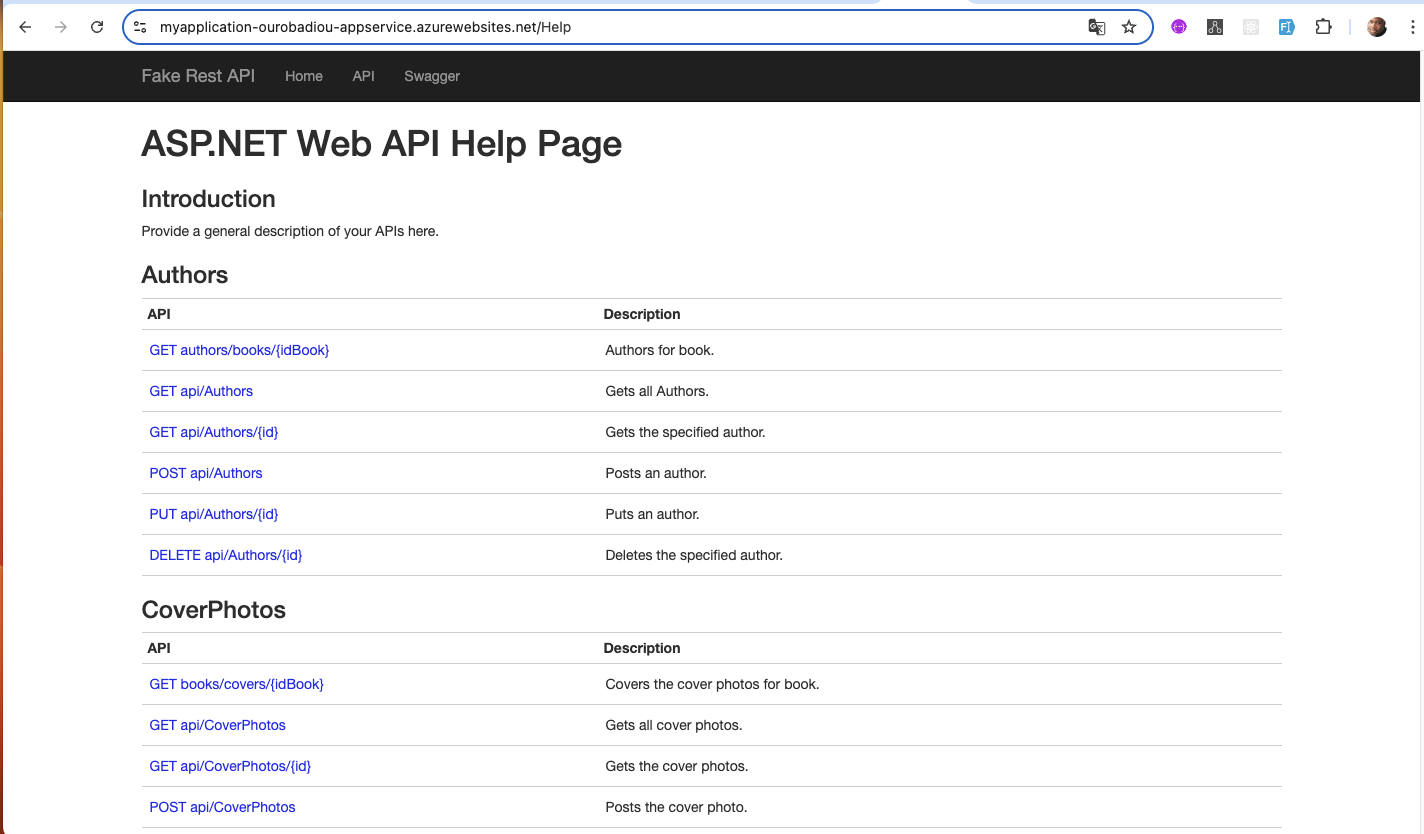 myapplication-ourobadiou-appservice.azurewebsites.net/Help
Fake Rest API Home API Swagger
ASP.NET Web API Help Page
Introduction
Provide a general description of your APIs here.
Authors
API Description
GET authors/books/{idBook} Authors for book.
GET api/Authors Gets all Authors.
GET api/Authors/{id} Gets the specified author.
POST api/Authors Posts an author.
PUT api/Authors/{id} Puts an author.
DELETE api/Authors/{id} Deletes the specified author.
CoverPhotos
API Description
GET books/covers/{idBook} Covers the cover photos for book.
GET api/CoverPhotos Gets all cover photos.
GET api/CoverPhotos/{id} Gets the cover photos.
POST api/CoverPhotos Posts the cover photo.